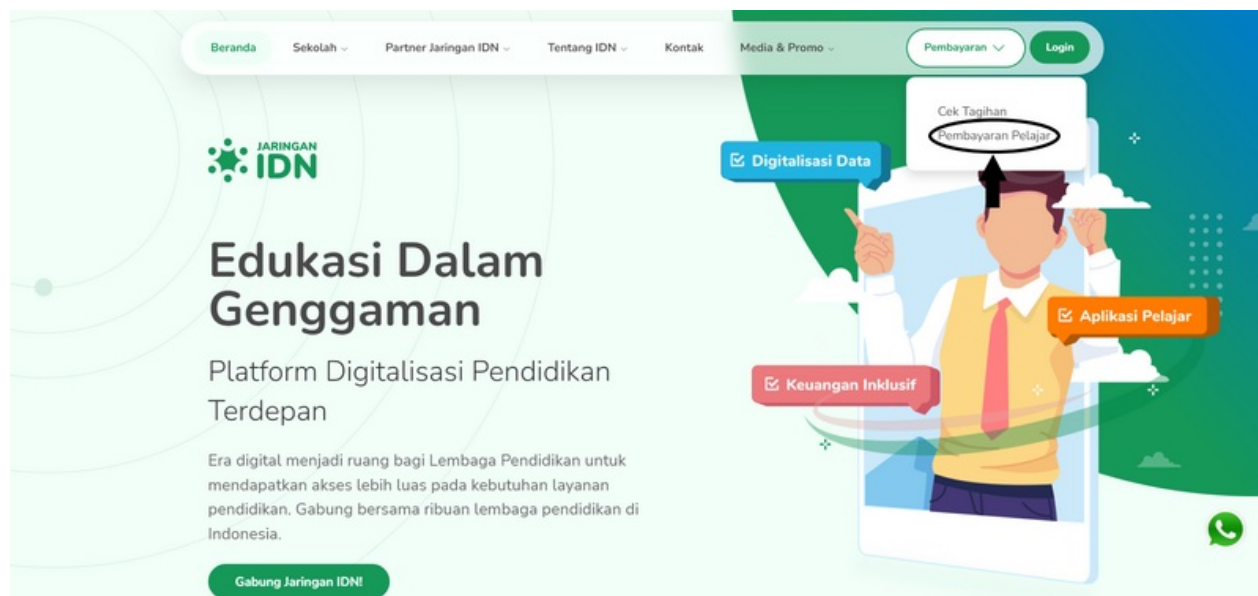 Beranda Sekolah Partner Jaringan IDN Tentang IDN Kontak Media & Promo Pembayaran Login
Cek Tagihan
Pembayaran Pelajar
JARINGAN
IDN
Digitalisasi Data
Edukasi Dalam
Genggaman
Aplikasi Pelajar
Platform Digitalisasi Pendidikan
Terdepan
Keuangan Inklusif
Era digital menjadi ruang bagi Lembaga Pendidikan untuk
mendapatkan akses lebih luas pada kebutuhan layanan
pendidikan. Gabung bersama ribuan lembaga pendidikan di
Indonesia.
Gabung Jaringan IDN!